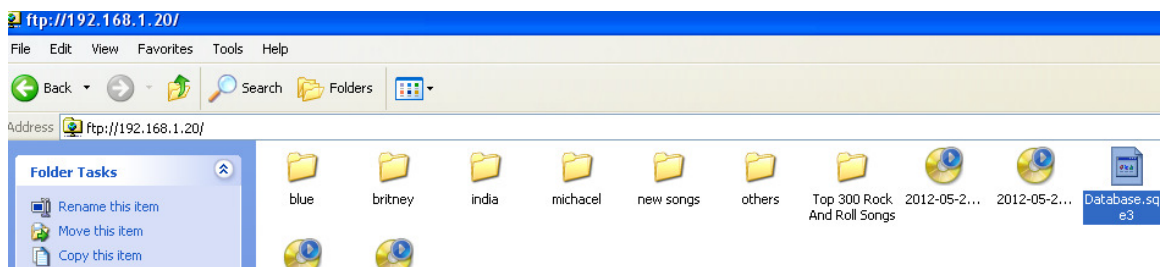 ftp://192.168.1.20/
File Edit View Favorites Tools Help
Back Search Folders
Address ftp://192.168.1.20/
Folder Tasks
Rename this item
Move this item
Copy this item
blue britney india michacel new songs others Top 300 Rock 2012-05-2... 2012-05-2... Database.sq
And Roll Songs e3